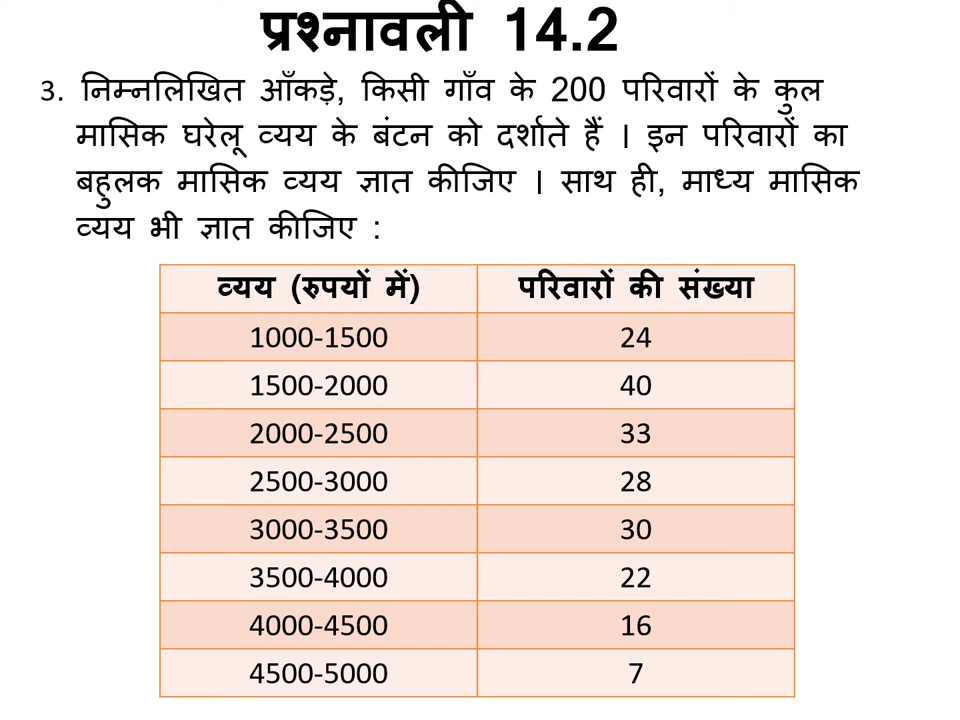 प्रश्नावली 14.2
3. निम्नलिखित आँकड़े, किसी गाँव के 200 परिवारों के कुल
मासिक घरेलू व्यय के बंटन को दर्शाते हैं । इन परिवारों का
बहुलक मासिक व्यय ज्ञात कीजिए । साथ ही, माध्य मासिक
व्यय भी ज्ञात कीजिए :
व्यय (रुपयों में) परिवारों की संख्या
1000-1500 24
1500-2000 40
2000-2500 33
2500-3000 28
3000-3500 30
3500-4000 22
4000-4500 16
4500-5000 7